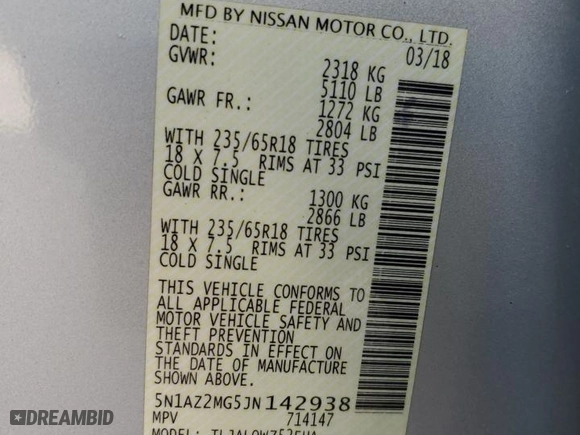 MFD BY NISSAN MOTOR CO., LTD.
DATE: 03/18
GVWR: 2318 KG
5110 LB
GAWR FR.: 1272 KG
2804 LB
WITH 235/65R18 TIRES
18 X 7.5 RIMS AT 33 PSI
COLD SINGLE
GAWR RR.: 1300 KG
2866 LB
WITH 235/65R18 TIRES
18 X 7.5 RIMS AT 33 PSI
COLD SINGLE
THIS VEHICLE CONFORMS TO
ALL APPLICABLE FEDERAL
MOTOR VEHICLE SAFETY AND
THEFT PREVENTION
STANDARDS IN EFFECT ON
THE DATE OF MANUFACTURE
SHOWN ABOVE.
5N1AZ2MG5JN142938
MPV 714147
MODEL:
DREAMBID